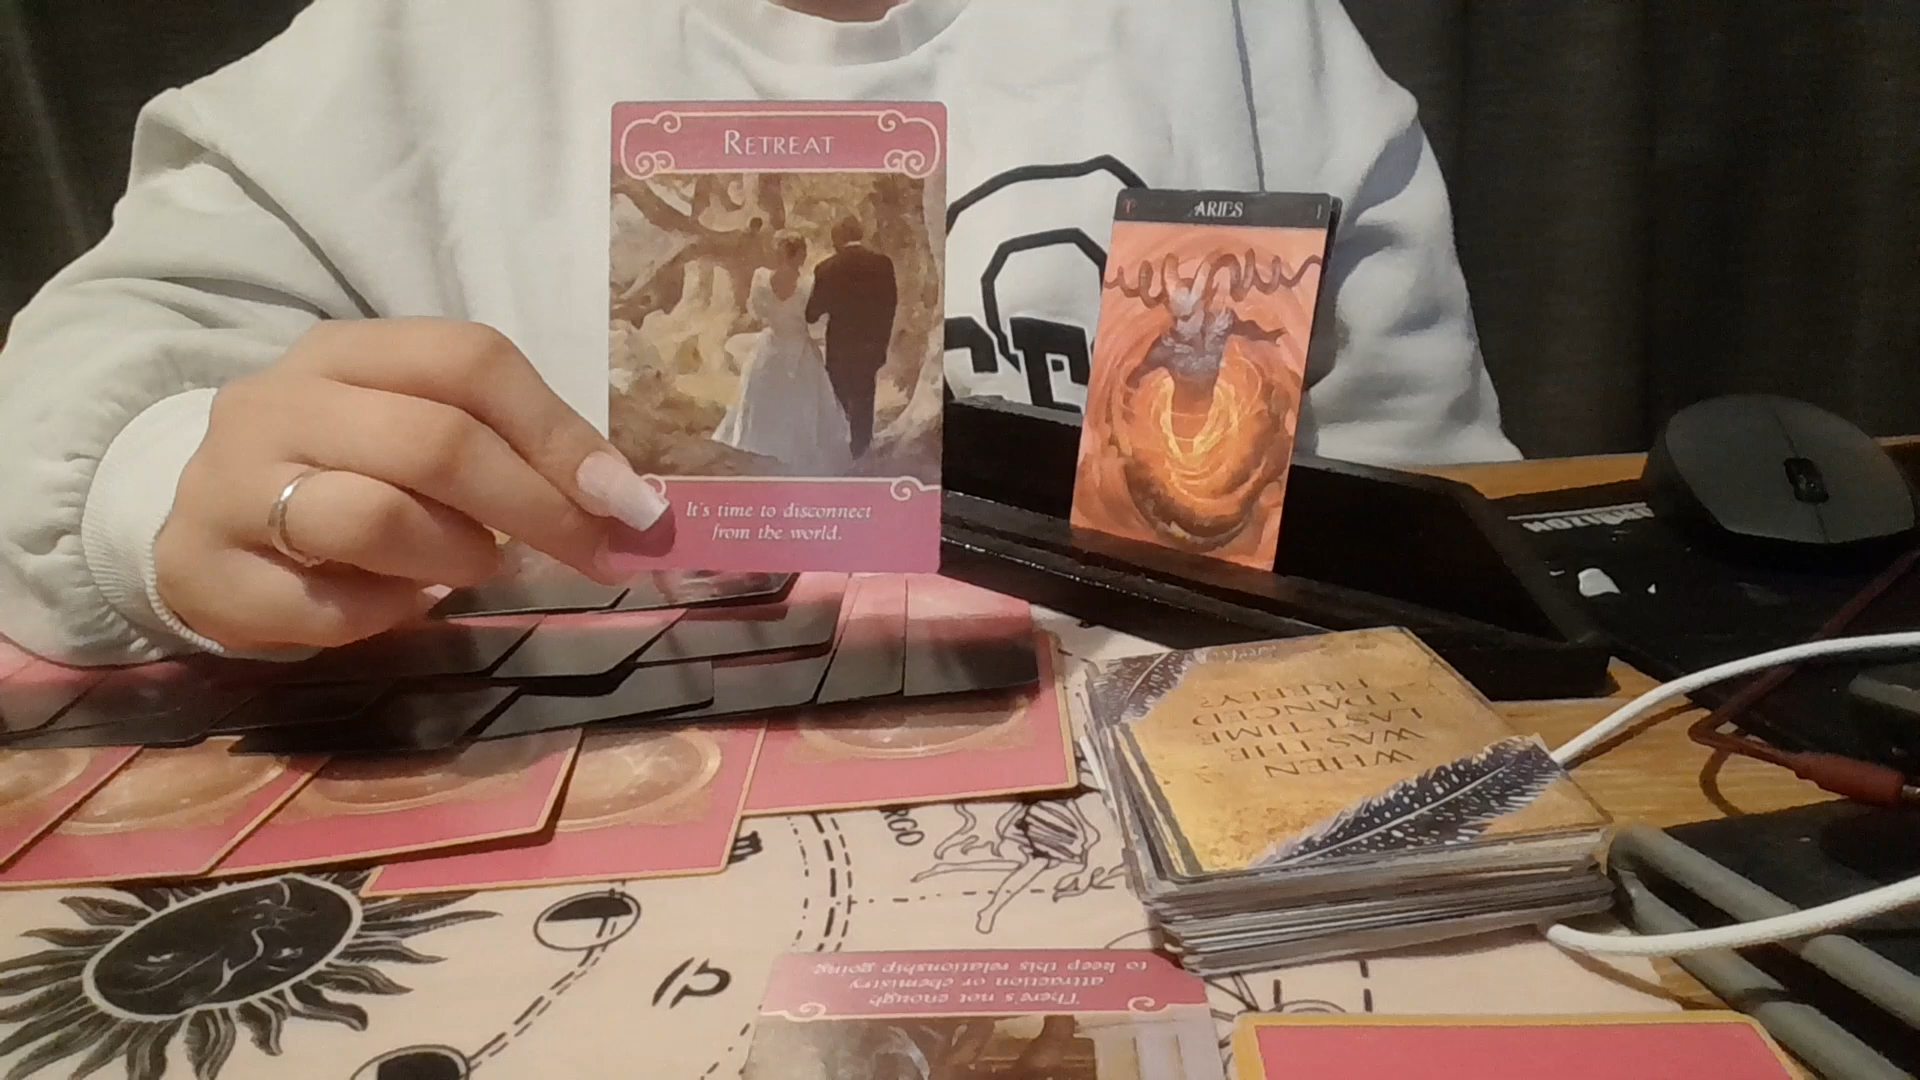 RETREAT
It's time to disconnect
from the world.
ARIES
WHEN
WAS THE
LAST TIME
I DANCED
FREELY?
There's not enough
attraction or chemistry
to keep this relationship going